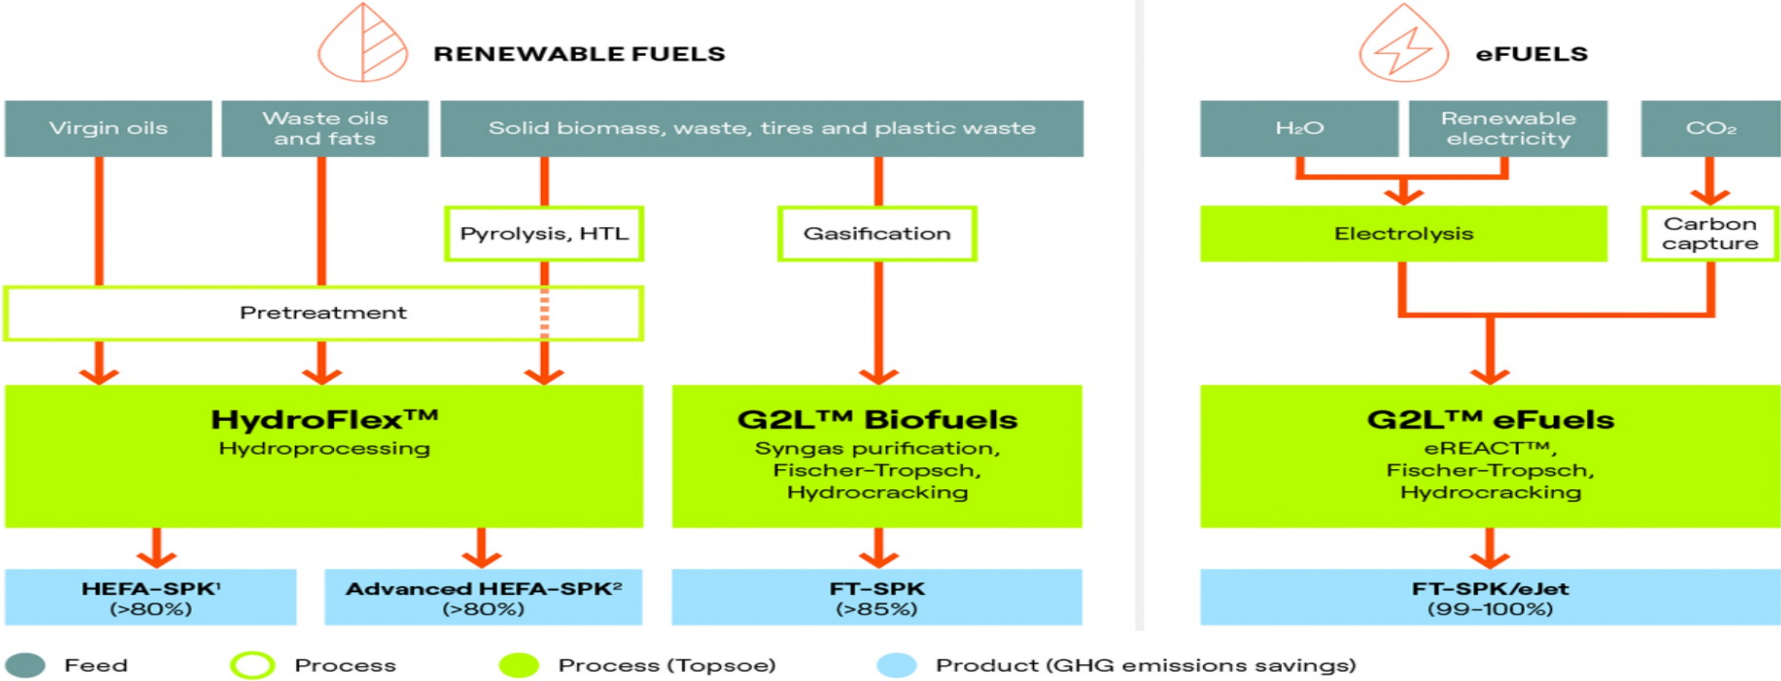 RENEWABLE FUELS
eFUELS
Virgin oils
Waste oils
and fats
Solid biomass, waste, tires and plastic waste
H₂O
Renewable
electricity
CO₂
Pyrolysis, HTL
Gasification
Electrolysis
Carbon
capture
Pretreatment
HydroFlex™
Hydroprocessing
G2L™ Biofuels
Syngas purification,
Fischer-Tropsch,
Hydrocracking
G2L™ eFuels
eREACT™,
Fischer-Tropsch,
Hydrocracking
HEFA-SPK¹
(>80%)
Advanced HEFA-SPK²
(>80%)
FT-SPK
(>85%)
FT-SPK/eJet
(99-100%)
Feed
Process
Process (Topsoe)
Product (GHG emissions savings)